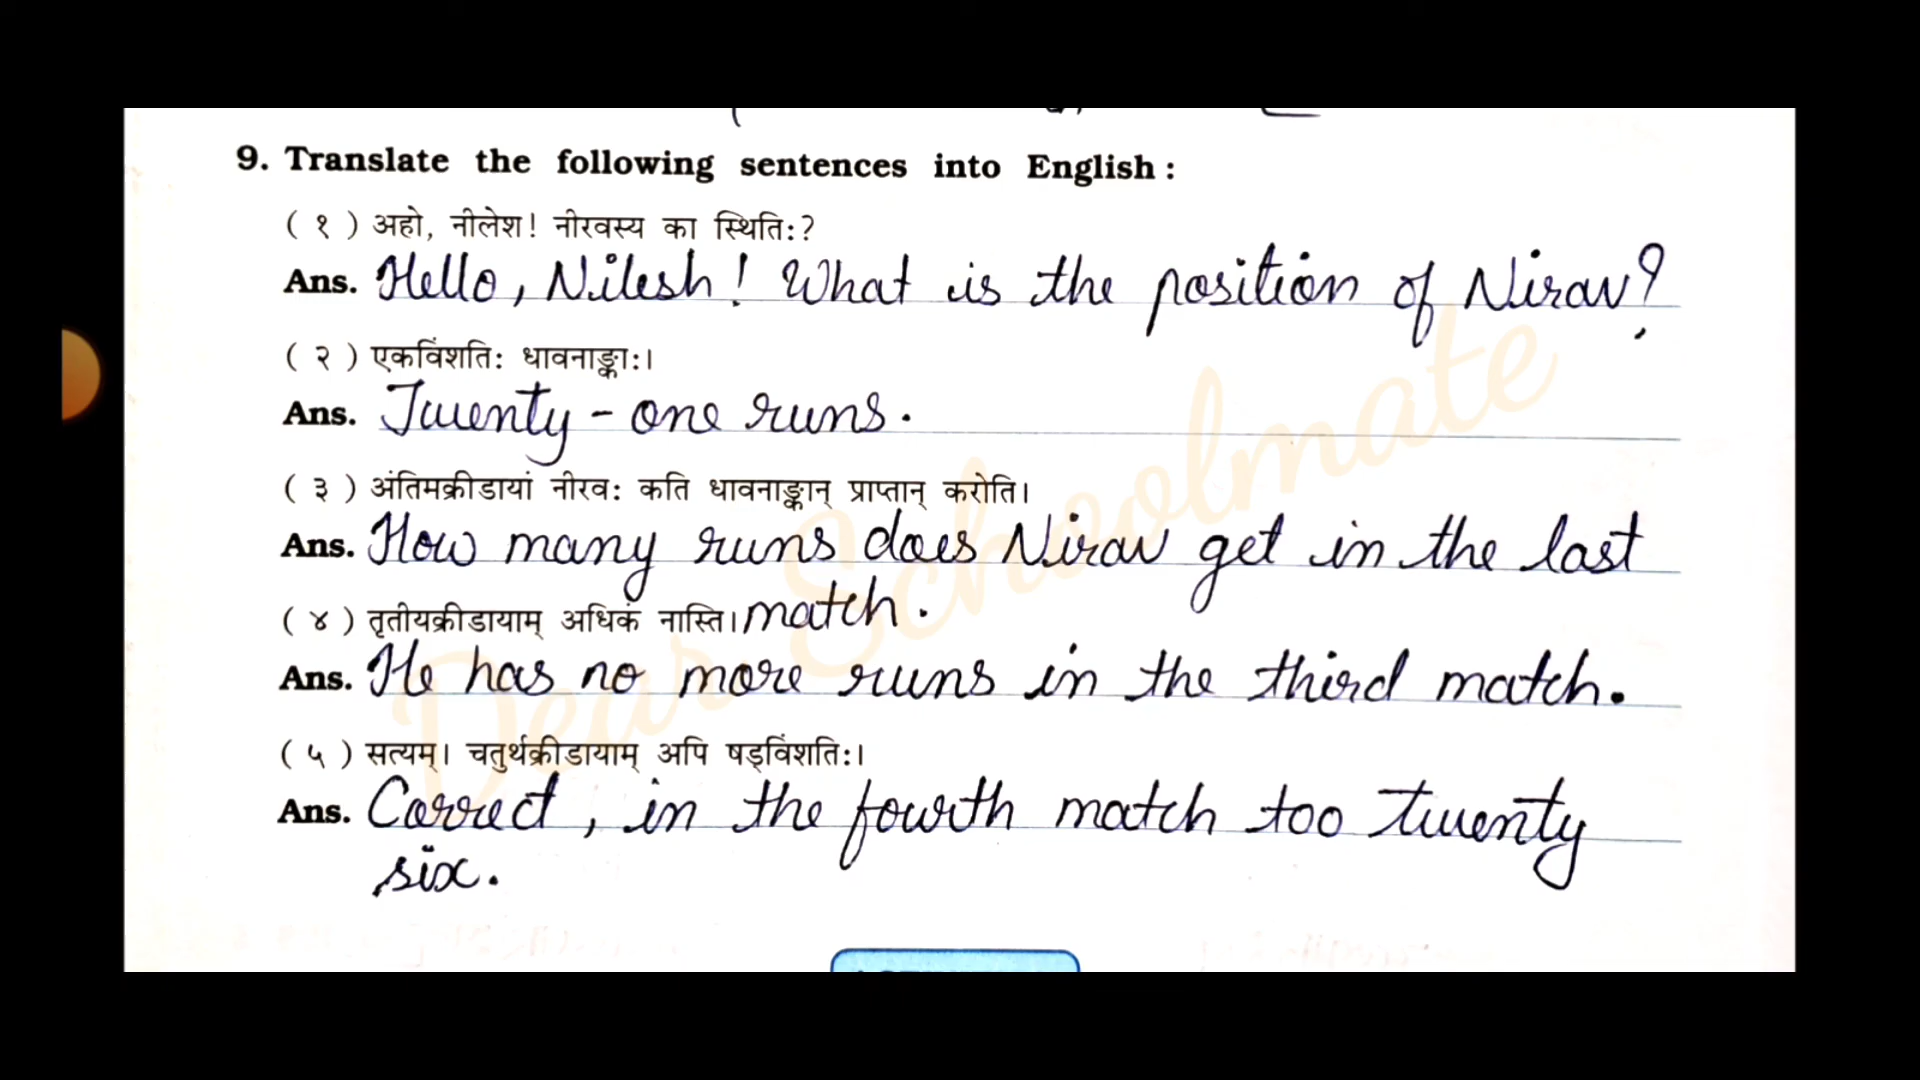 9. Translate the following sentences into English :
( १ ) अहो, नीलेश! नीरवस्य का स्थितिः?
Ans. Hello, Nilesh! What is the position of Nirav?
( २ ) एकविंशतिः धावनाङ्काः।
Ans. Twenty - one runs.
( ३ ) अंतिमक्रीडायां नीरवः कति धावनाङ्कान् प्राप्तान् करोति।
Ans. How many runs does Nirav get in the last
match.
( ४ ) तृतीयक्रीडायाम् अधिकं नास्ति।
Ans. He has no more runs in the third match.
( ५ ) सत्यम्। चतुर्थक्रीडायाम् अपि षड्विंशतिः।
Ans. Correct, in the fourth match too twenty
six.
Dear Schoolmate